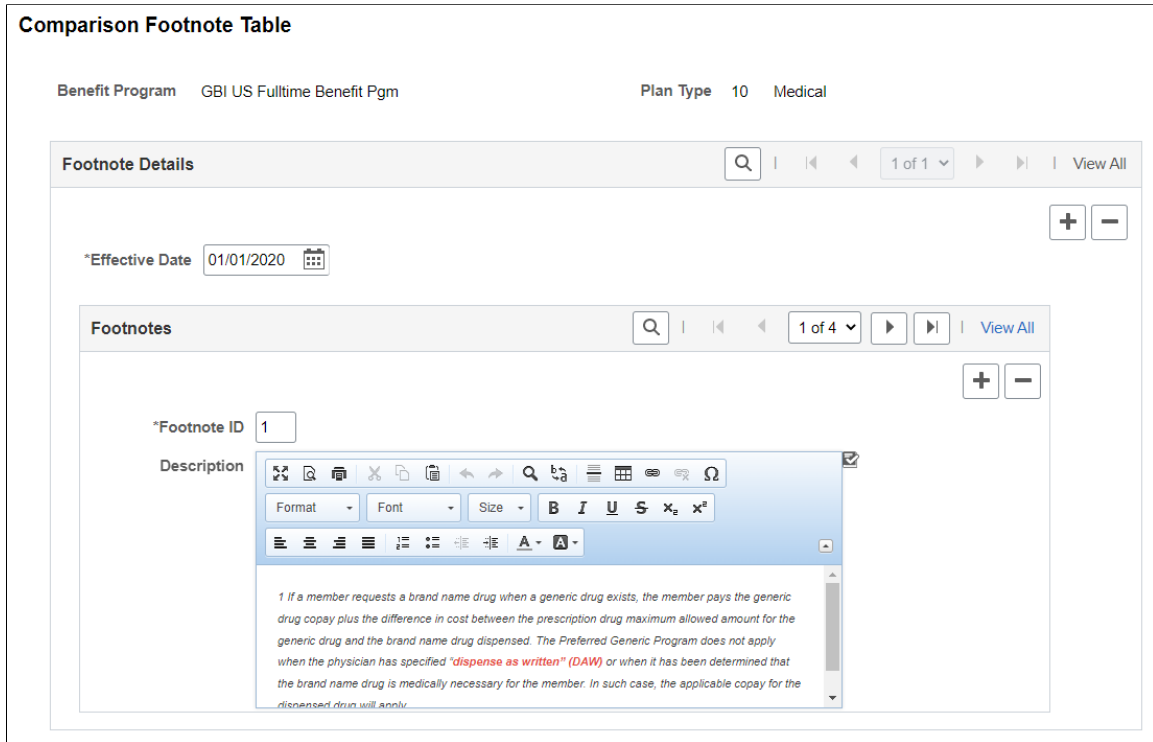 Comparison Footnote Table
Benefit Program GBI US Fulltime Benefit Pgm Plan Type 10 Medical
Footnote Details 1 of 1 View All
*Effective Date 01/01/2020
Footnotes 1 of 4 View All
*Footnote ID 1
Description
Format Font Size B I U S x₂ xᵃ
A A
1 If a member requests a brand name drug when a generic drug exists, the member pays the generic
drug copay plus the difference in cost between the prescription drug maximum allowed amount for the
generic drug and the brand name drug dispensed. The Preferred Generic Program does not apply
when the physician has specified “dispense as written” (DAW) or when it has been determined that
the brand name drug is medically necessary for the member. In such case, the applicable copay for the
dispensed drug will apply